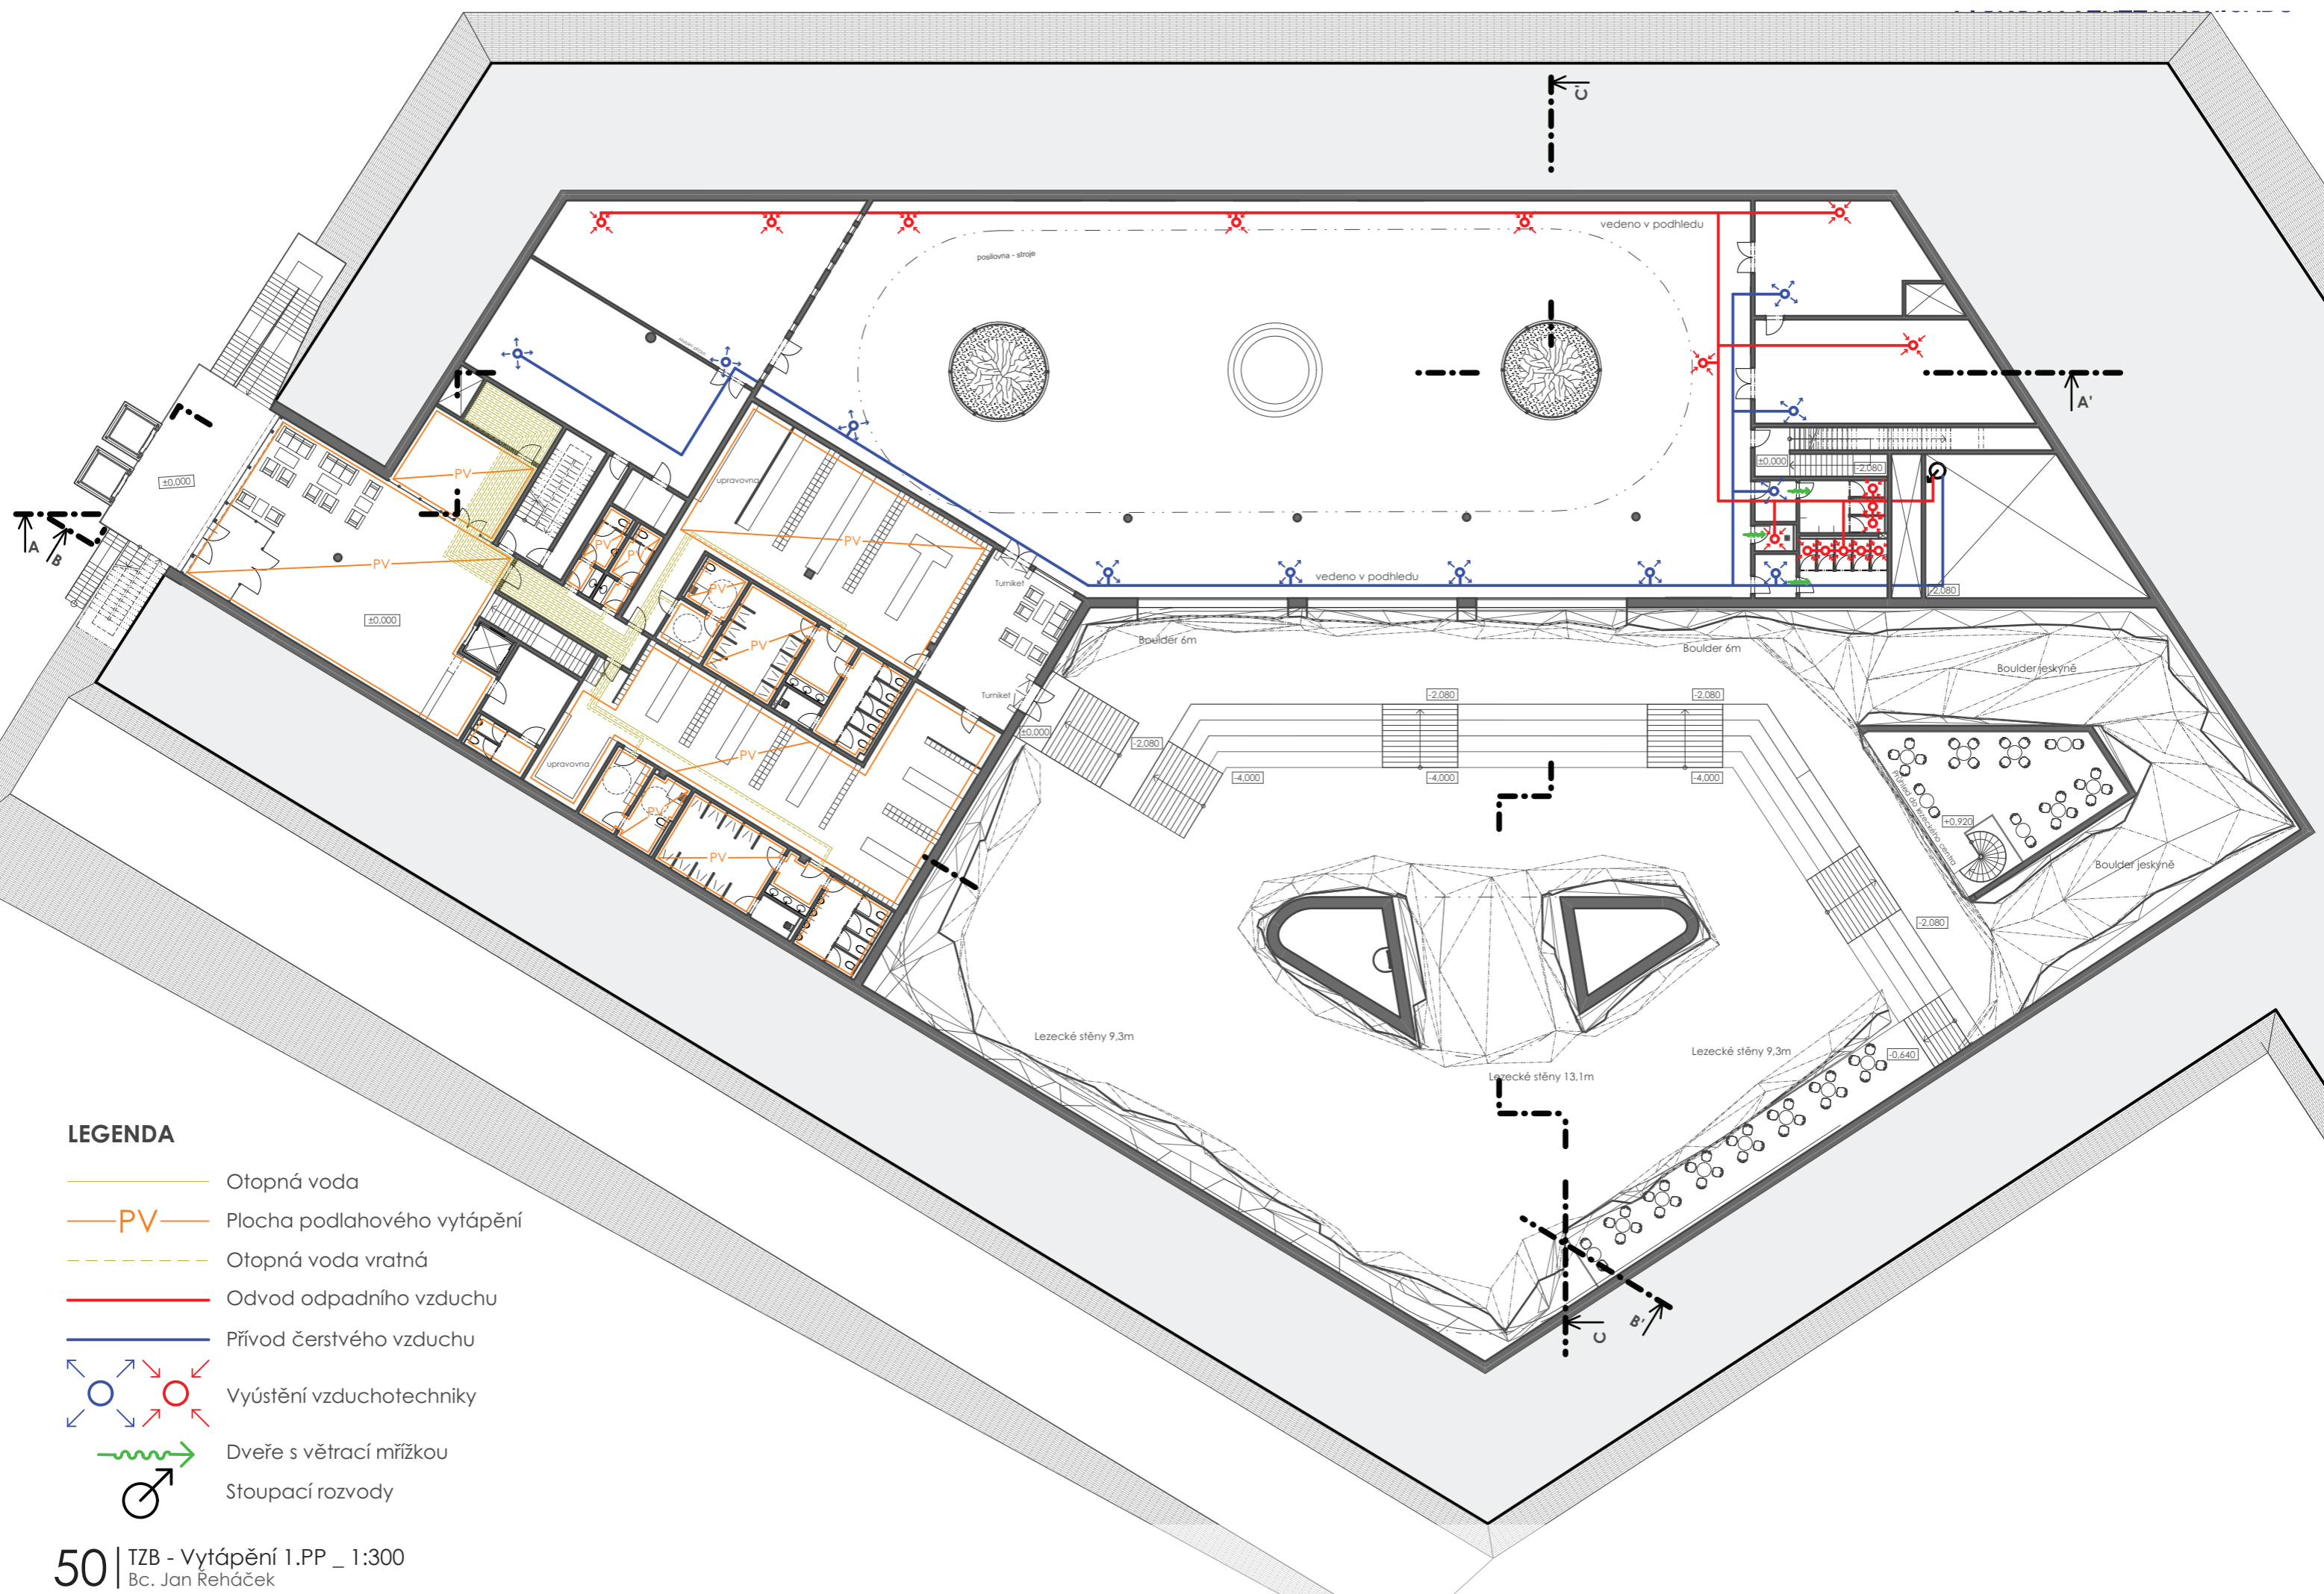 C'
vedeno v podhledu
posilovna - stroje
A'
±0,000
-2,080
PV
upravovna
±0,000
A
B
PV
PV
PV
PV
Turniket
vedeno v podhledu
-2,080
PV
±0,000
Boulder 6m
Boulder 6m
PV
Boulder jeskyně
Turniket
-2,080
-2,080
±0,000
-2,080
PV
upravovna
-4,000
-4,000
-4,000
Průhled do lezeckého centra
PV
+0,920
PV
Boulder jeskyně
-2,080
Lezecké stěny 9,3m
Lezecké stěny 9,3m
-0,640
Lezecké stěny 13,1m
B'
C
LEGENDA
Otopná voda
PV Plocha podlahového vytápění
Otopná voda vratná
Odvod odpadního vzduchu
Přívod čerstvého vzduchu
Vyústění vzduchotechniky
Dveře s větrací mřížkou
Stoupací rozvody
50 | TZB - Vytápění 1.PP _ 1:300
Bc. Jan Řeháček